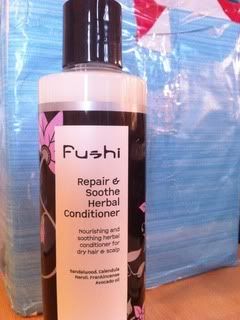 Fushi
Repair &
Soothe
Herbal
Conditioner
Nourishing and
soothing herbal
conditioner for
dry hair & scalp
Sandalwood, Calendula
Neroli, Frankincense
Avocado oil